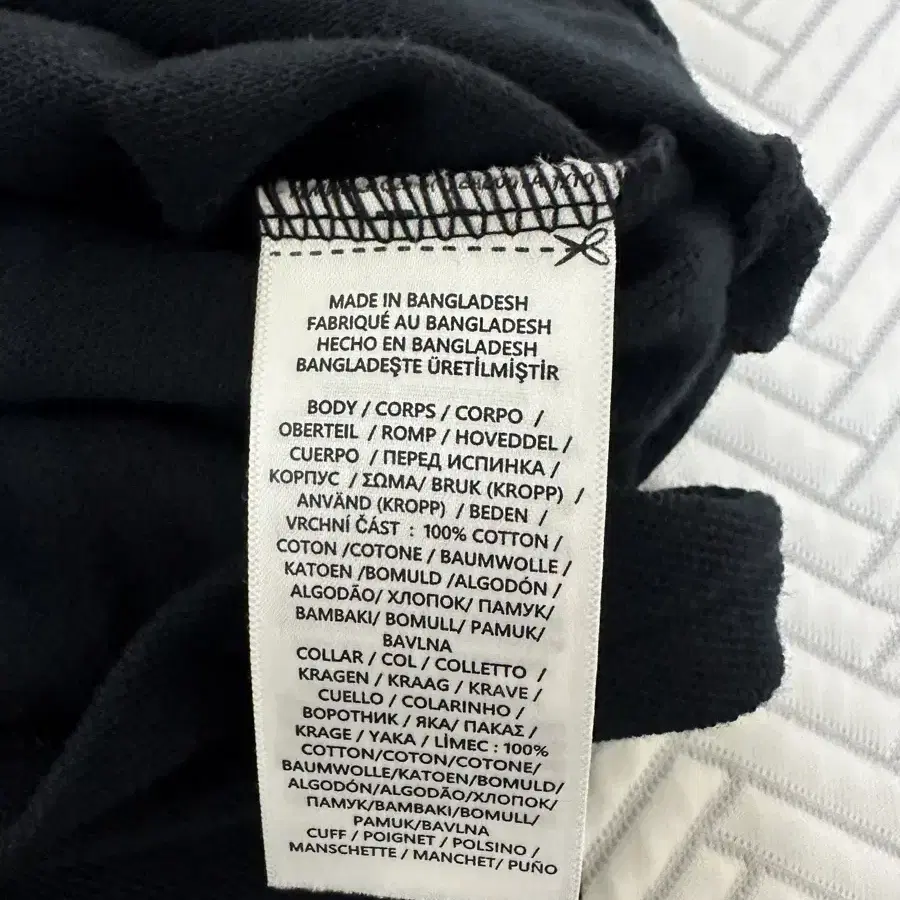 MADE IN BANGLADESH
FABRIQUÉ AU BANGLADESH
HECHO EN BANGLADESH
BANGLADEŞTE ÜRETİLMİŞTİR
BODY / CORPS / CORPO /
OBERTEIL / ROMP / HOVEDDEL /
CUERPO / ПЕРЕД ИСПИНКА /
КОРПУС / ΣΩΜΑ/ BRUK (KROPP) /
ANVÄND (KROPP) / BEDEN /
VRCHNÍ ČÁST : 100% COTTON /
COTON /COTONE / BAUMWOLLE /
KATOEN /BOMULD /ALGODÓN /
ALGODÃO/ ХЛОПОК/ ПАМУК/
BAMBAKI/ BOMULL/ PAMUK/
BAVLNA
COLLAR / COL / COLLETTO /
KRAGEN / KRAAG / KRAVE /
CUELLO / COLARINHO /
ВОРОТНИК / ЯКА/ ПАКАΣ /
KRAGE / YAKA / LÌMEC : 100%
COTTON/COTON/COTONE/
BAUMWOLLE/KATOEN/BOMULD/
ALGODÓN/ALGODÃO/ХЛОПОК/
ПАМУК/BAMBAKI/BOMULL/
PAMUK/BAVLNA
CUFF / POIGNET / POLSINO /
MANSCHETTE / MANCHET/ PUÑO